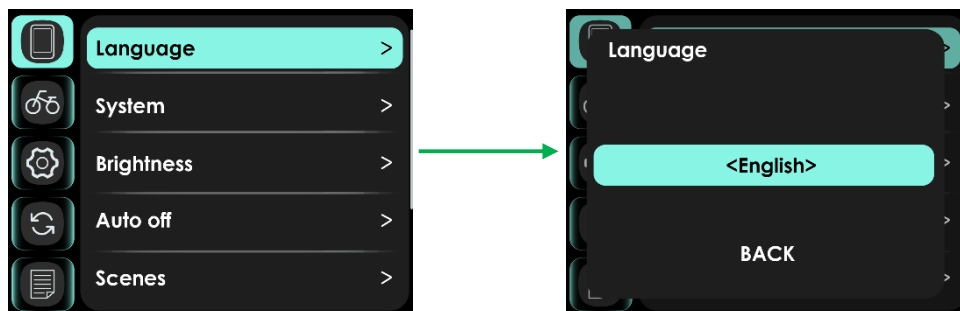 Language >
System >
Brightness >
Auto off >
Scenes >
Language
<English>
BACK